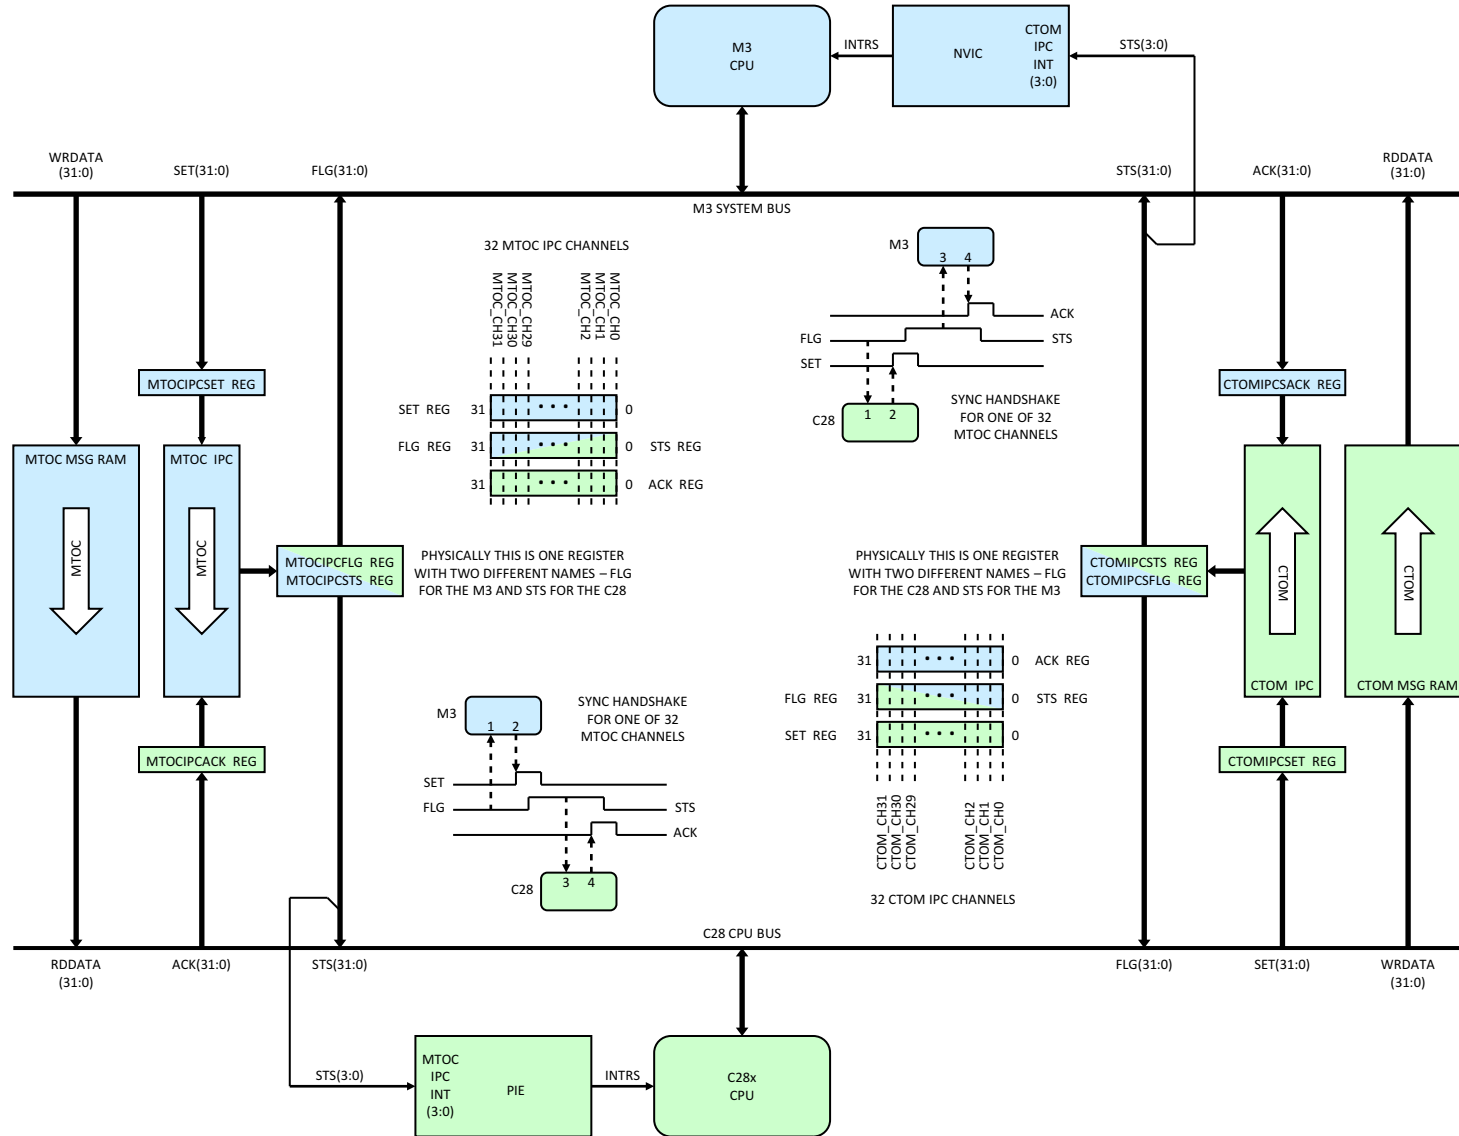 M3
CPU
INTRS
NVIC
CTOM
IPC
INT
(3:0)
STS(3:0)
WRDATA
(31:0)
SET(31:0)
FLG(31:0)
STS(31:0)
ACK(31:0)
RDDATA
(31:0)
M3 SYSTEM BUS
32 MTOC IPC CHANNELS
MTOC_CH31
MTOC_CH30
MTOC_CH29
MTOC_CH2
MTOC_CH1
MTOC_CH0
SET REG 31 • • • 0
FLG REG 31 • • • 0 STS REG
31 • • • 0 ACK REG
M3
3 4
ACK
FLG STS
SET
C28
1 2
SYNC HANDSHAKE
FOR ONE OF 32
MTOC CHANNELS
MTOCIPCSET REG
CTOMIPCSACK REG
MTOC MSG RAM
MTOC
MTOC IPC
MTOC
MTOCIPCFLG REG
MTOCIPCSTS REG
PHYSICALLY THIS IS ONE REGISTER
WITH TWO DIFFERENT NAMES – FLG
FOR THE M3 AND STS FOR THE C28
PHYSICALLY THIS IS ONE REGISTER
WITH TWO DIFFERENT NAMES – FLG
FOR THE C28 AND STS FOR THE M3
CTOMIPCSTS REG
CTOMIPCSFLG REG
CTOM
CTOM IPC
CTOM
CTOM MSG RAM
31 • • • 0 ACK REG
FLG REG 31 • • • 0 STS REG
SET REG 31 • • • 0
CTOM_CH31
CTOM_CH30
CTOM_CH29
CTOM_CH2
CTOM_CH1
CTOM_CH0
32 CTOM IPC CHANNELS
M3
1 2
SYNC HANDSHAKE
FOR ONE OF 32
MTOC CHANNELS
SET
FLG STS
ACK
C28
3 4
MTOCIPCACK REG
CTOMIPCSET REG
C28 CPU BUS
RDDATA
(31:0)
ACK(31:0)
STS(31:0)
FLG(31:0)
SET(31:0)
WRDATA
(31:0)
STS(3:0)
MTOC
IPC
INT
(3:0)
PIE
INTRS
C28x
CPU